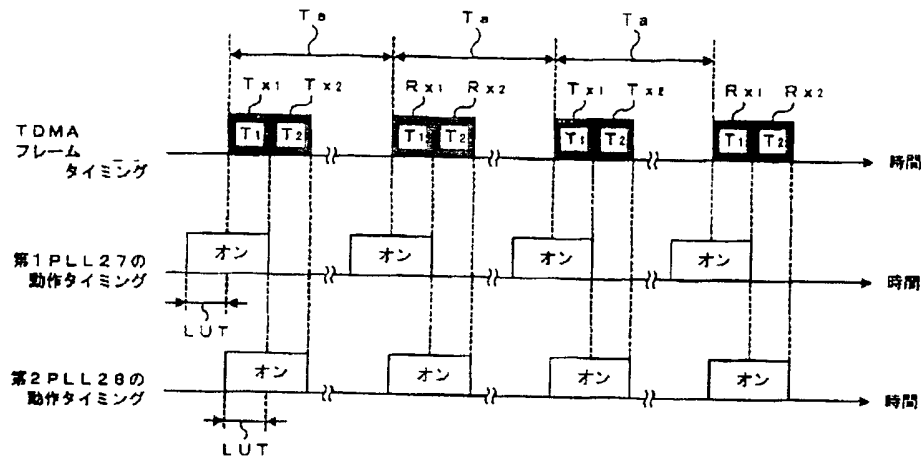 Ta Ta Ta
Tx1 Tx2 Rx1 Rx2 Tx1 Tx2 Rx1 Rx2
TDMA
フレーム
タイミング
T1 T2 T1 T2 T1 T2 T1 T2
時間
第1PLL27の
動作タイミング
オン オン オン オン
時間
LUT
第2PLL28の
動作タイミング
オン オン オン オン
時間
LUT